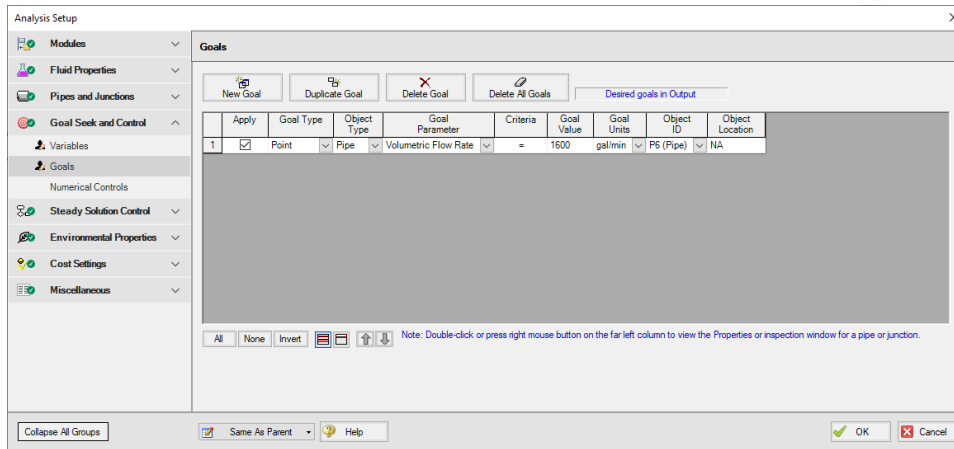 Analysis Setup
Modules
Fluid Properties
Pipes and Junctions
Goal Seek and Control
Variables
Goals
Numerical Controls
Steady Solution Control
Environmental Properties
Cost Settings
Miscellaneous
Goals
New Goal Duplicate Goal Delete Goal Delete All Goals Desired goals in Output
Apply Goal Type Object Type Goal Parameter Criteria Goal Value Goal Units Object ID Object Location
1 Point Pipe Volumetric Flow Rate = 1600 gal/min P6 (Pipe) NA
All None Invert Note: Double-click or press right mouse button on the far left column to view the Properties or inspection window for a pipe or junction.
Collapse All Groups Same As Parent Help OK Cancel